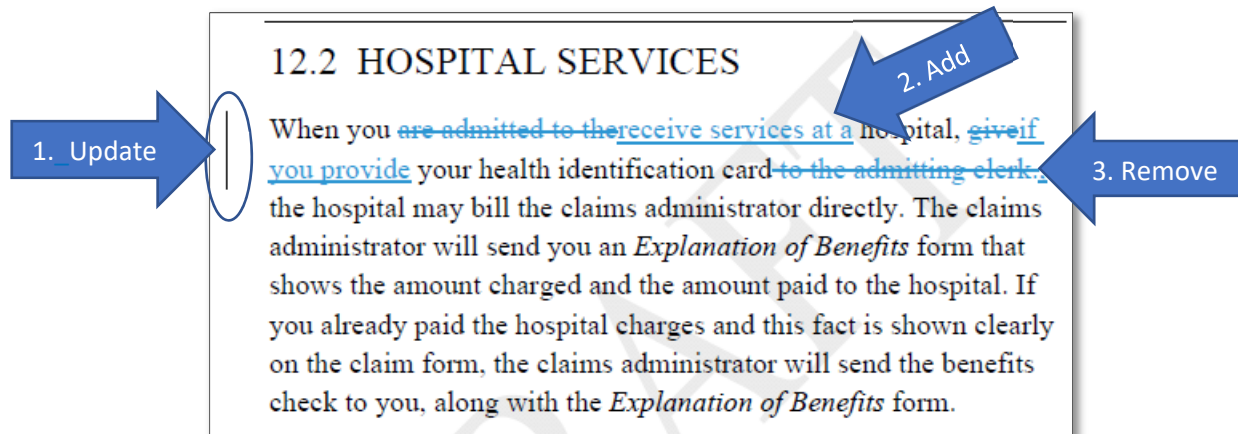 12.2 HOSPITAL SERVICES
2. Add
When you are admitted to thereceive services at a hospital, giveif
1. Update
you provide your health identification card to the admitting clerk.,
3. Remove
the hospital may bill the claims administrator directly. The claims
administrator will send you an Explanation of Benefits form that
shows the amount charged and the amount paid to the hospital. If
you already paid the hospital charges and this fact is shown clearly
on the claim form, the claims administrator will send the benefits
check to you, along with the Explanation of Benefits form.
DRAFT